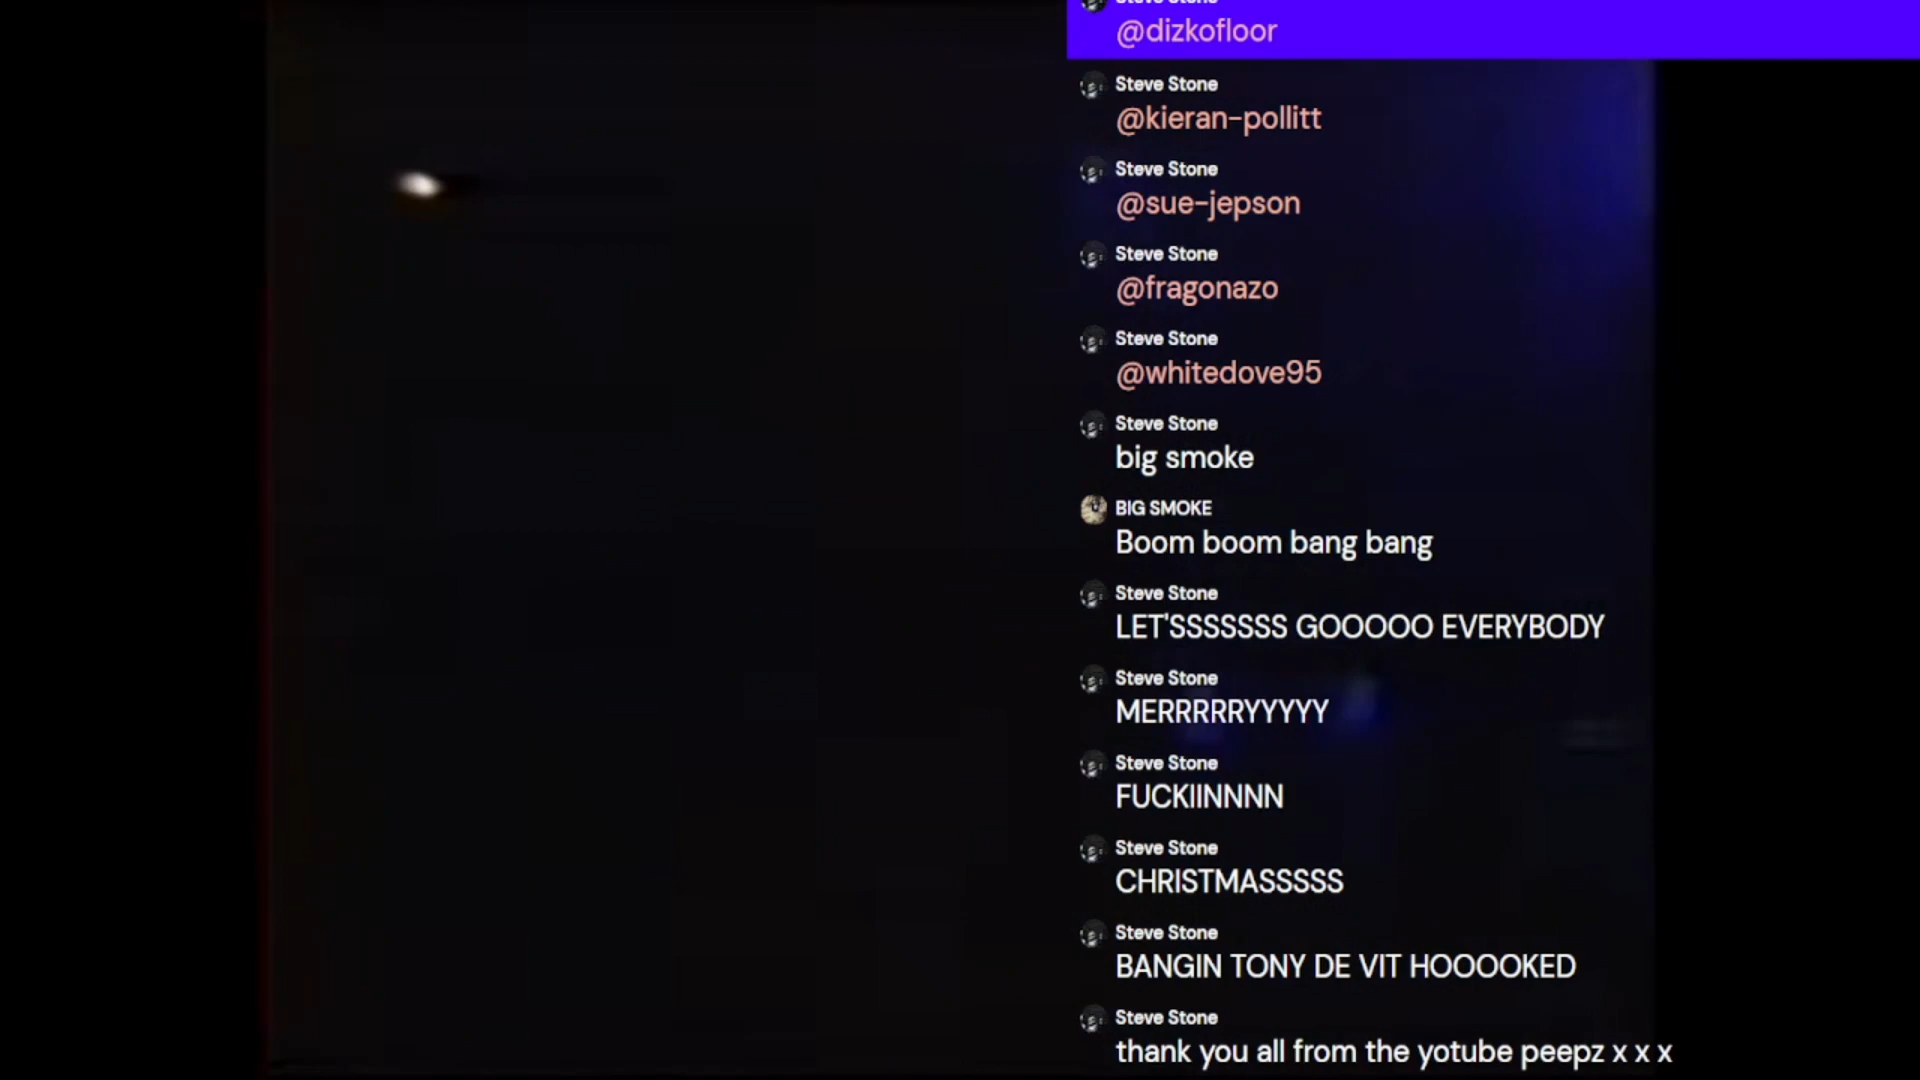 Steve Stone
@dizkofloor
Steve Stone
@kieran-pollitt
Steve Stone
@sue-jepson
Steve Stone
@fragonazo
Steve Stone
@whitedove95
Steve Stone
big smoke
BIG SMOKE
Boom boom bang bang
Steve Stone
LET'SSSSSSS GOOOOO EVERYBODY
Steve Stone
MERRRRRYYYYY
Steve Stone
FUCKIINNNN
Steve Stone
CHRISTMASSSSS
Steve Stone
BANGIN TONY DE VIT HOOOOKED
Steve Stone
thank you all from the yotube peepz x x x